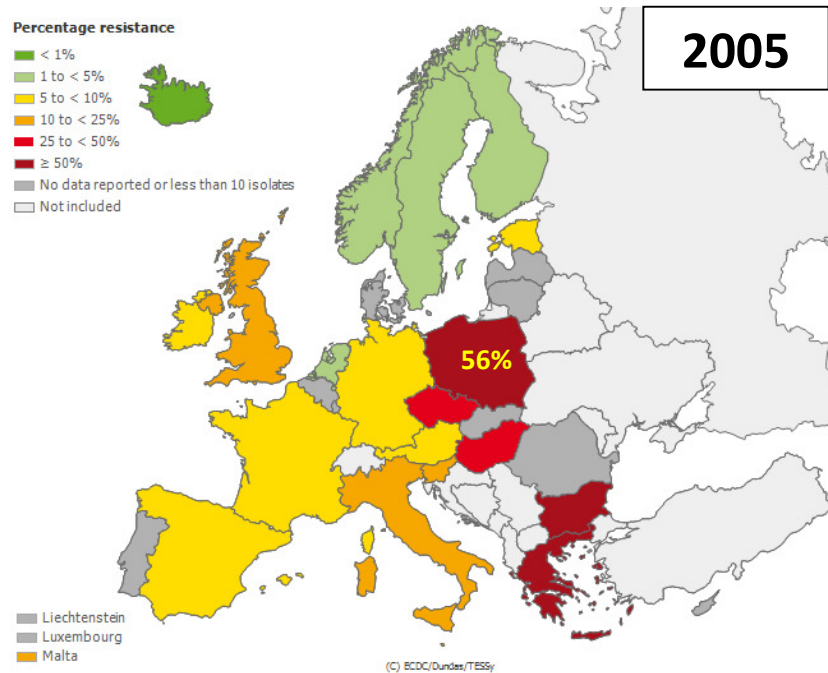 Percentage resistance
2005
< 1%
1 to < 5%
5 to < 10%
10 to < 25%
25 to < 50%
≥ 50%
No data reported or less than 10 isolates
Not included
56%
Liechtenstein
Luxembourg
Malta
(C) ECDC/Dundas/TESSy